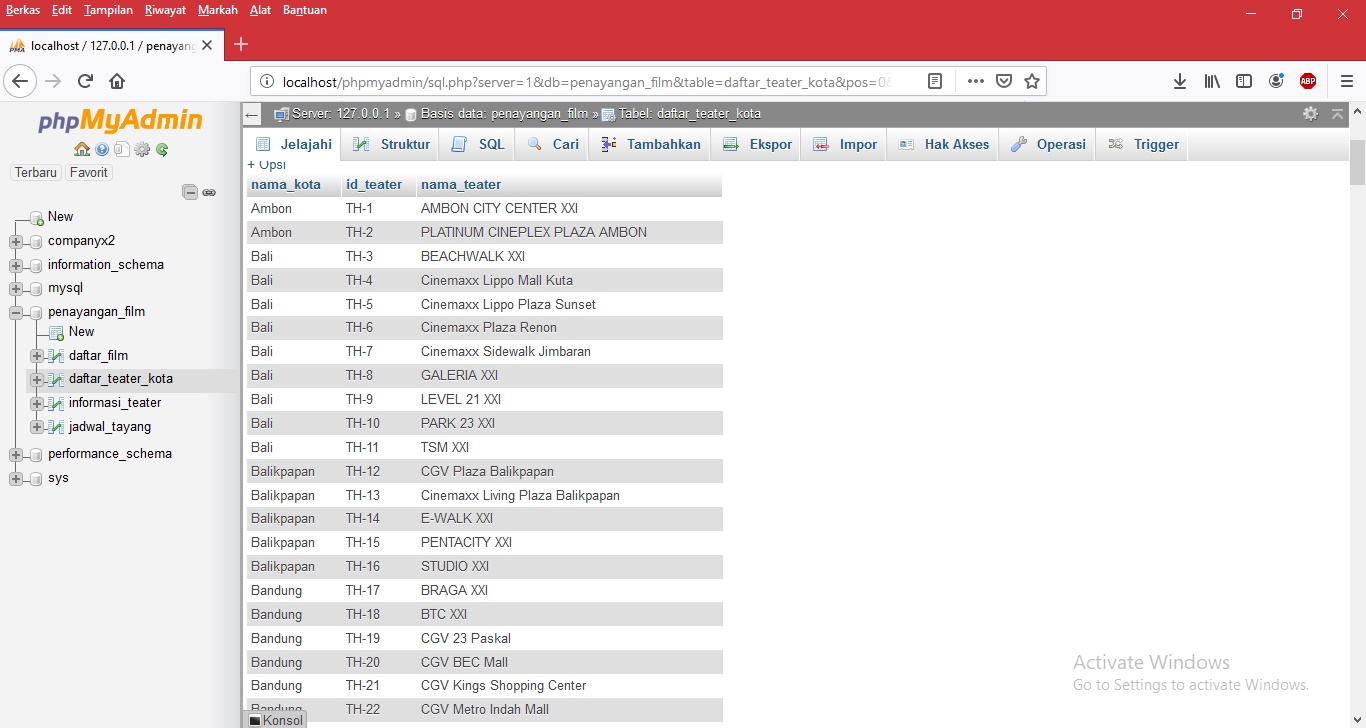 Berkas Edit Tampilan Riwayat Markah Alat Bantuan
localhost / 127.0.0.1 / penayang
localhost/phpmyadmin/sql.php?server=1&db=penayangan_film&table=daftar_teater_kota&pos=0
ABP
phpMyAdmin
Terbaru Favorit
New
companyx2
information_schema
mysql
penayangan_film
New
daftar_film
daftar_teater_kota
informasi_teater
jadwal_tayang
performance_schema
sys
Server: 127.0.0.1 » Basis data: penayangan_film » Tabel: daftar_teater_kota
Jelajahi Struktur SQL Cari Tambahkan Ekspor Impor Hak Akses Operasi Trigger
+ Opsi
nama_kota id_teater nama_teater
Ambon TH-1 AMBON CITY CENTER XXI
Ambon TH-2 PLATINUM CINEPLEX PLAZA AMBON
Bali TH-3 BEACHWALK XXI
Bali TH-4 Cinemaxx Lippo Mall Kuta
Bali TH-5 Cinemaxx Lippo Plaza Sunset
Bali TH-6 Cinemaxx Plaza Renon
Bali TH-7 Cinemaxx Sidewalk Jimbaran
Bali TH-8 GALERIA XXI
Bali TH-9 LEVEL 21 XXI
Bali TH-10 PARK 23 XXI
Bali TH-11 TSM XXI
Balikpapan TH-12 CGV Plaza Balikpapan
Balikpapan TH-13 Cinemaxx Living Plaza Balikpapan
Balikpapan TH-14 E-WALK XXI
Balikpapan TH-15 PENTACITY XXI
Balikpapan TH-16 STUDIO XXI
Bandung TH-17 BRAGA XXI
Bandung TH-18 BTC XXI
Bandung TH-19 CGV 23 Paskal
Bandung TH-20 CGV BEC Mall
Bandung TH-21 CGV Kings Shopping Center
Bandung TH-22 CGV Metro Indah Mall
Konsol
Activate Windows
Go to Settings to activate Windows.